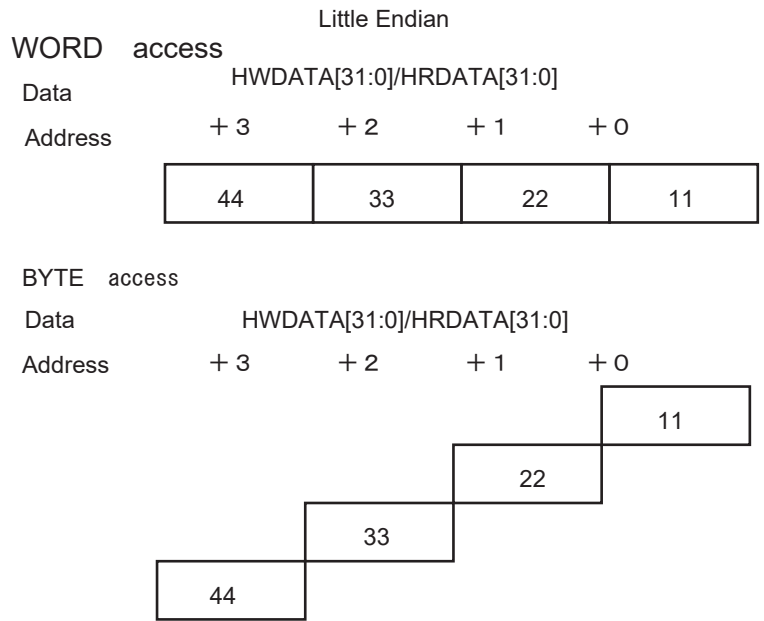 Little Endian
WORD access
Data HWDATA[31:0]/HRDATA[31:0]
Address +3 +2 +1 +0
44 33 22 11
BYTE access
Data HWDATA[31:0]/HRDATA[31:0]
Address +3 +2 +1 +0
11
22
33
44